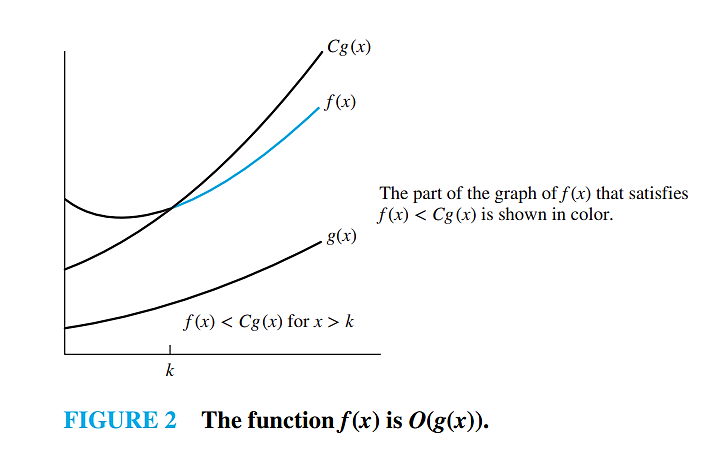 Cg(x)
f(x)
The part of the graph of f(x) that satisfies
f(x) < Cg(x) is shown in color.
g(x)
f(x) < Cg(x) for x > k
k
FIGURE 2 The function f(x) is O(g(x)).